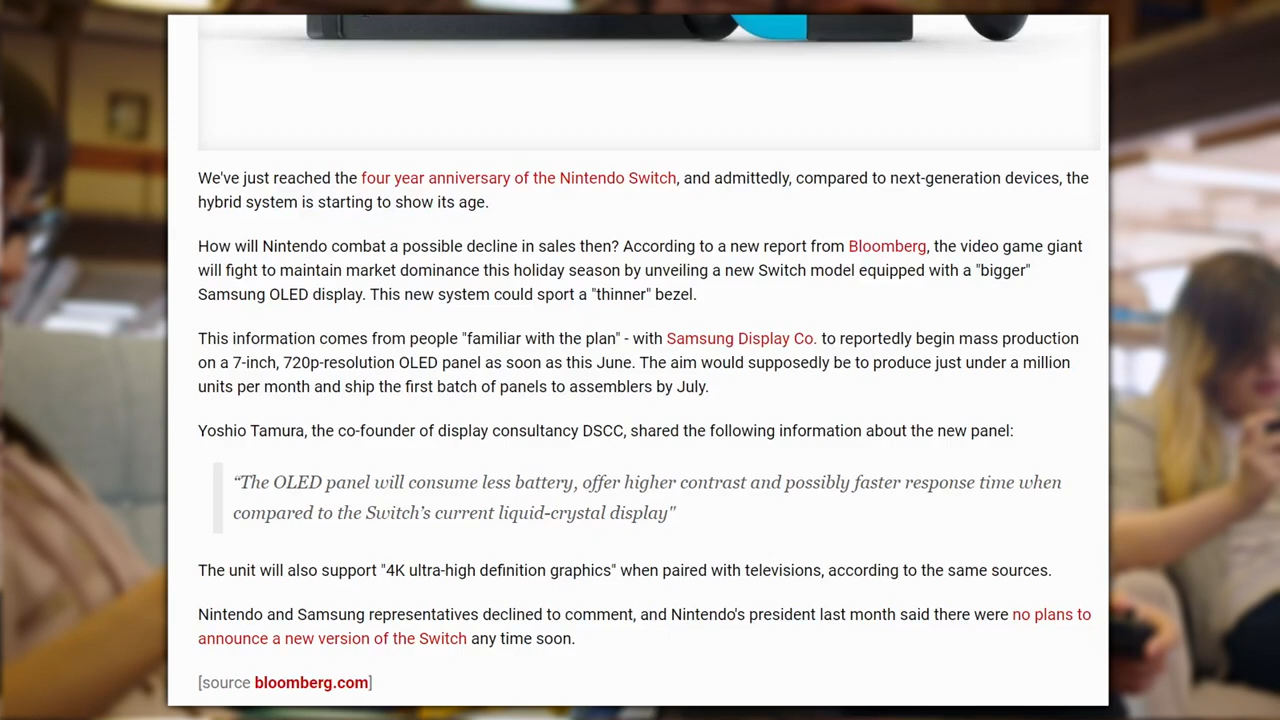 We've just reached the four year anniversary of the Nintendo Switch, and admittedly, compared to next-generation devices, the
hybrid system is starting to show its age.
How will Nintendo combat a possible decline in sales then? According to a new report from Bloomberg, the video game giant
will fight to maintain market dominance this holiday season by unveiling a new Switch model equipped with a "bigger"
Samsung OLED display. This new system could sport a "thinner" bezel.
This information comes from people "familiar with the plan" - with Samsung Display Co. to reportedly begin mass production
on a 7-inch, 720p-resolution OLED panel as soon as this June. The aim would supposedly be to produce just under a million
units per month and ship the first batch of panels to assemblers by July.
Yoshio Tamura, the co-founder of display consultancy DSCC, shared the following information about the new panel:
“The OLED panel will consume less battery, offer higher contrast and possibly faster response time when
compared to the Switch’s current liquid-crystal display"
The unit will also support "4K ultra-high definition graphics" when paired with televisions, according to the same sources.
Nintendo and Samsung representatives declined to comment, and Nintendo's president last month said there were no plans to
announce a new version of the Switch any time soon.
[source bloomberg.com]